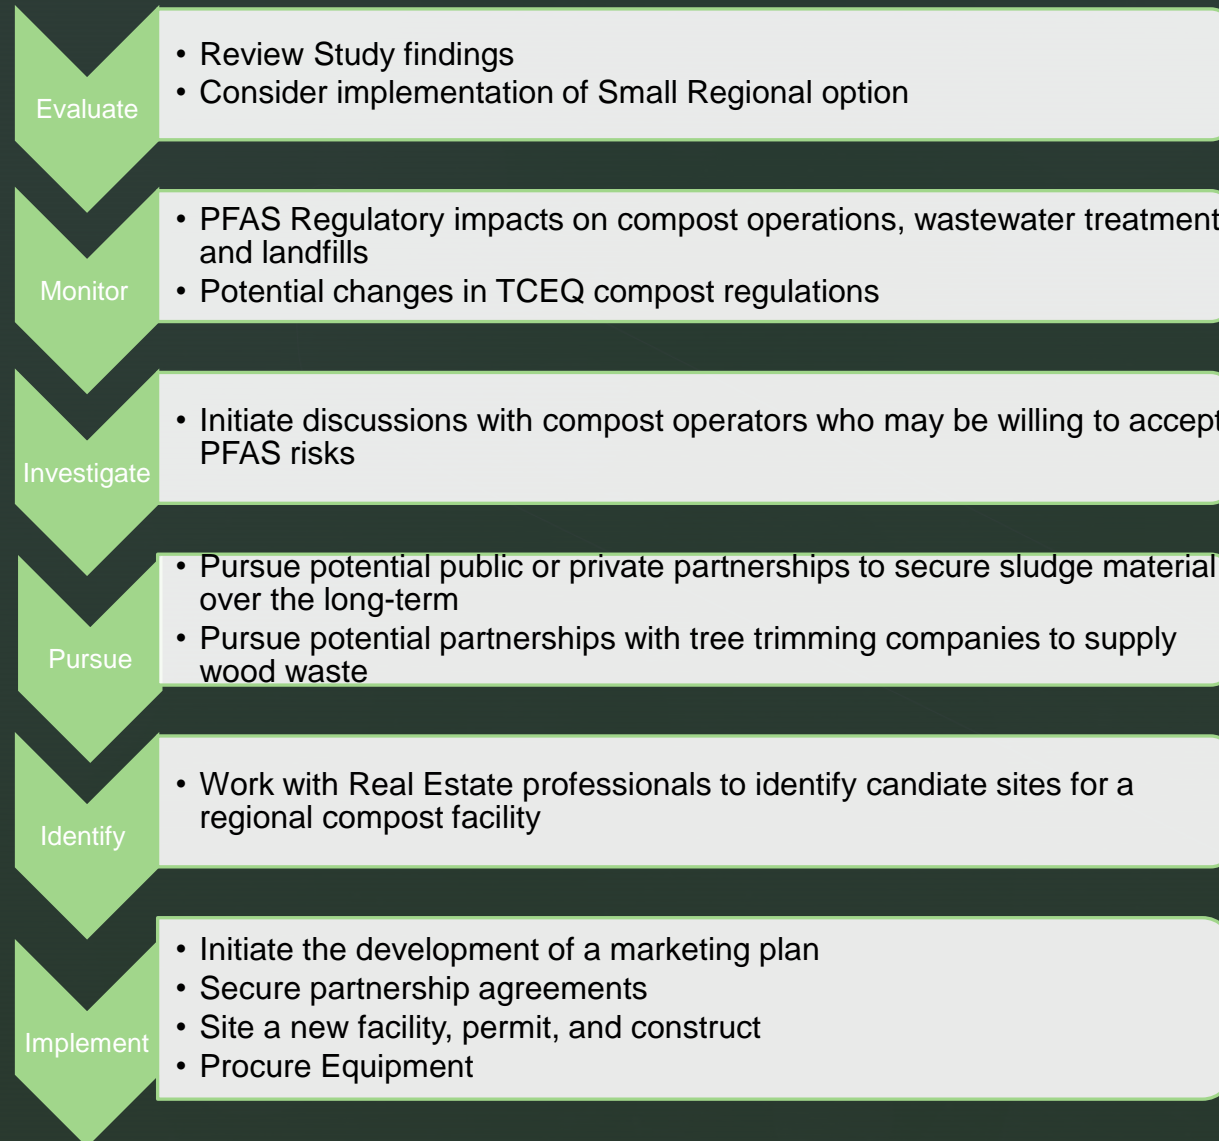 Evaluate
• Review Study findings
• Consider implementation of Small Regional option
Monitor
• PFAS Regulatory impacts on compost operations, wastewater treatment
and landfills
• Potential changes in TCEQ compost regulations
Investigate
• Initiate discussions with compost operators who may be willing to accept
PFAS risks
Pursue
• Pursue potential public or private partnerships to secure sludge material
over the long-term
• Pursue potential partnerships with tree trimming companies to supply
wood waste
Identify
• Work with Real Estate professionals to identify candiate sites for a
regional compost facility
Implement
• Initiate the development of a marketing plan
• Secure partnership agreements
• Site a new facility, permit, and construct
• Procure Equipment